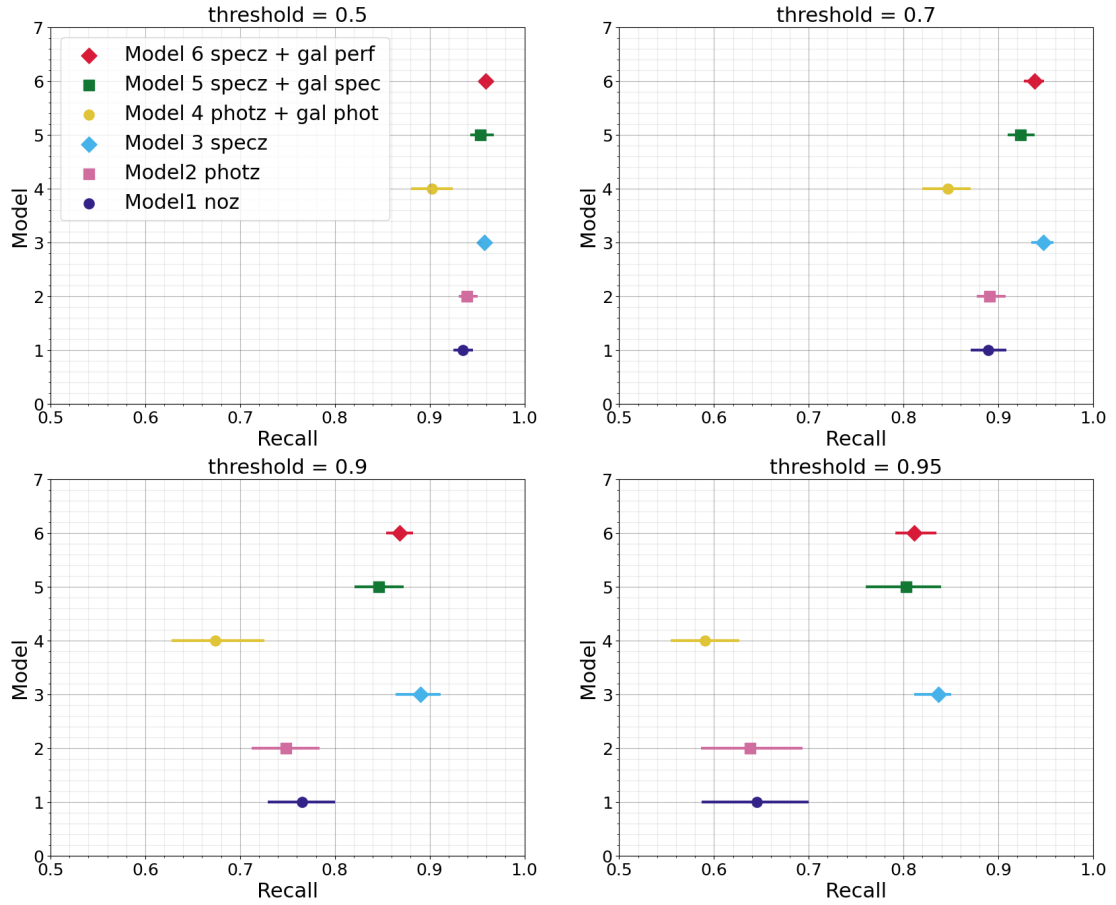 threshold = 0.5
7
6
5
4
3
2
1
0
Model
Model 6 specz + gal perf
Model 5 specz + gal spec
Model 4 photz + gal phot
Model 3 specz
Model2 photz
Model1 noz
0.5 0.6 0.7 0.8 0.9 1.0
Recall
threshold = 0.7
7
6
5
4
3
2
1
0
Model
0.5 0.6 0.7 0.8 0.9 1.0
Recall
threshold = 0.9
7
6
5
4
3
2
1
0
Model
0.5 0.6 0.7 0.8 0.9 1.0
Recall
threshold = 0.95
7
6
5
4
3
2
1
0
Model
0.5 0.6 0.7 0.8 0.9 1.0
Recall